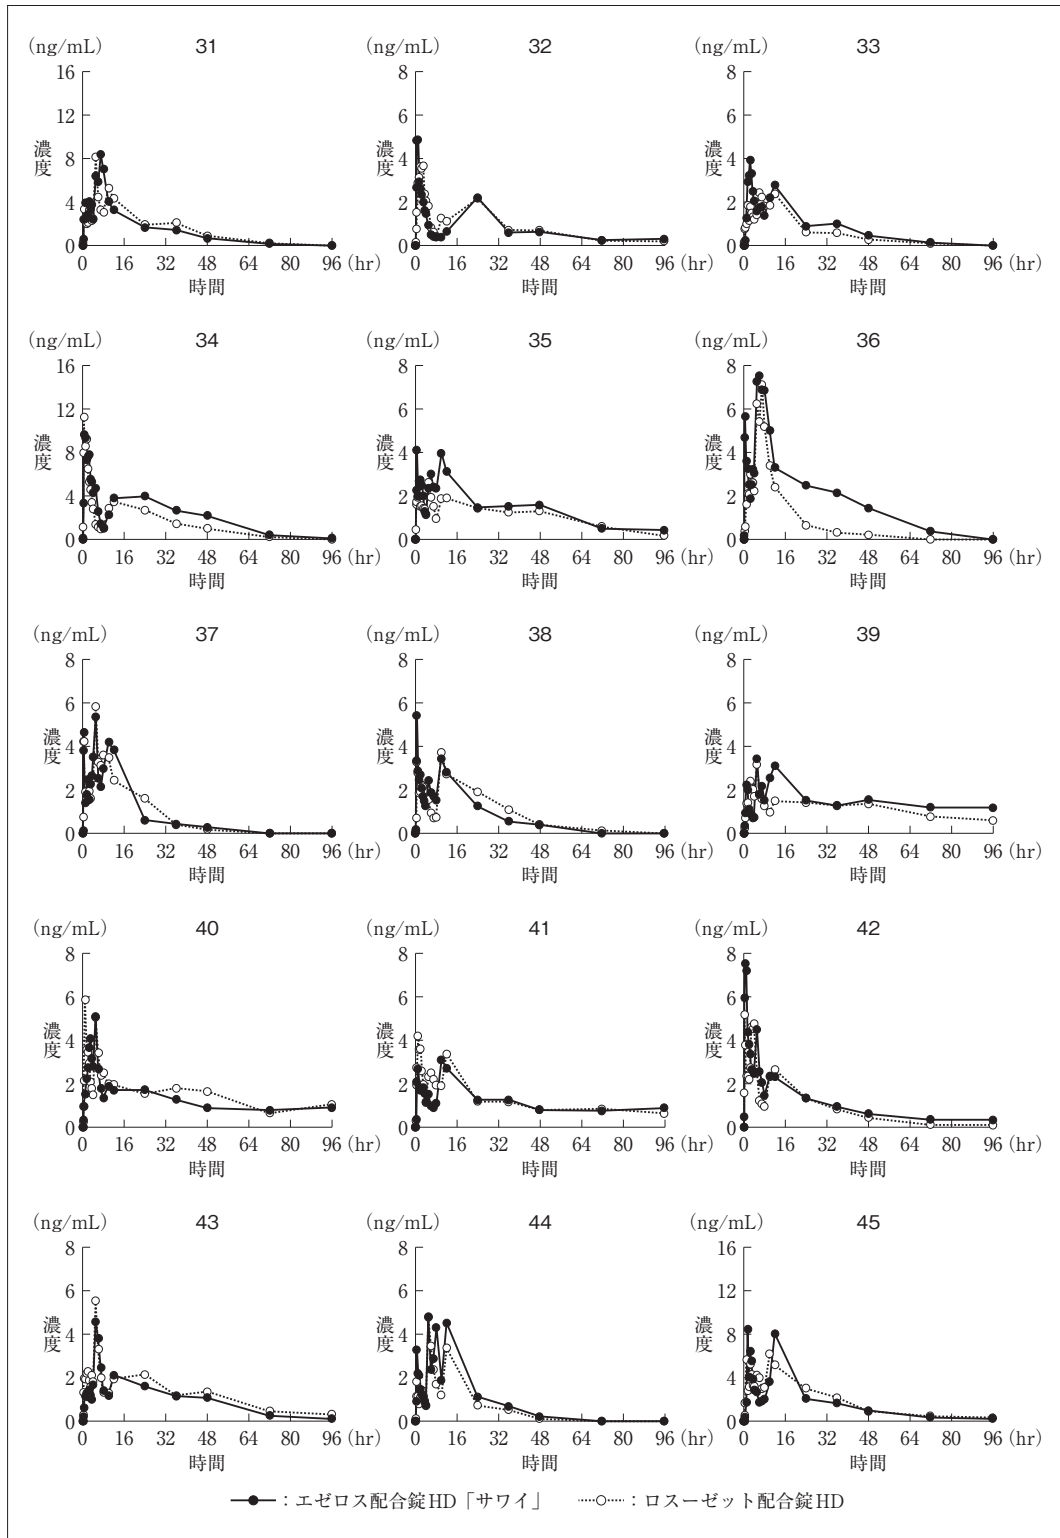 (ng/mL) 31
16
12
8
4
0
濃度
0 16 32 48 64 80 96 (hr)
時間
(ng/mL) 32
8
6
4
2
0
濃度
0 16 32 48 64 80 96 (hr)
時間
(ng/mL) 33
8
6
4
2
0
濃度
0 16 32 48 64 80 96 (hr)
時間
(ng/mL) 34
16
12
8
4
0
濃度
0 16 32 48 64 80 96 (hr)
時間
(ng/mL) 35
8
6
4
2
0
濃度
0 16 32 48 64 80 96 (hr)
時間
(ng/mL) 36
8
6
4
2
0
濃度
0 16 32 48 64 80 96 (hr)
時間
(ng/mL) 37
8
6
4
2
0
濃度
0 16 32 48 64 80 96 (hr)
時間
(ng/mL) 38
8
6
4
2
0
濃度
0 16 32 48 64 80 96 (hr)
時間
(ng/mL) 39
8
6
4
2
0
濃度
0 16 32 48 64 80 96 (hr)
時間
(ng/mL) 40
8
6
4
2
0
濃度
0 16 32 48 64 80 96 (hr)
時間
(ng/mL) 41
8
6
4
2
0
濃度
0 16 32 48 64 80 96 (hr)
時間
(ng/mL) 42
8
6
4
2
0
濃度
0 16 32 48 64 80 96 (hr)
時間
(ng/mL) 43
8
6
4
2
0
濃度
0 16 32 48 64 80 96 (hr)
時間
(ng/mL) 44
8
6
4
2
0
濃度
0 16 32 48 64 80 96 (hr)
時間
(ng/mL) 45
16
12
8
4
0
濃度
0 16 32 48 64 80 96 (hr)
時間
：エゼロス配合錠HD「サワイ」 ：ロスーゼット配合錠HD